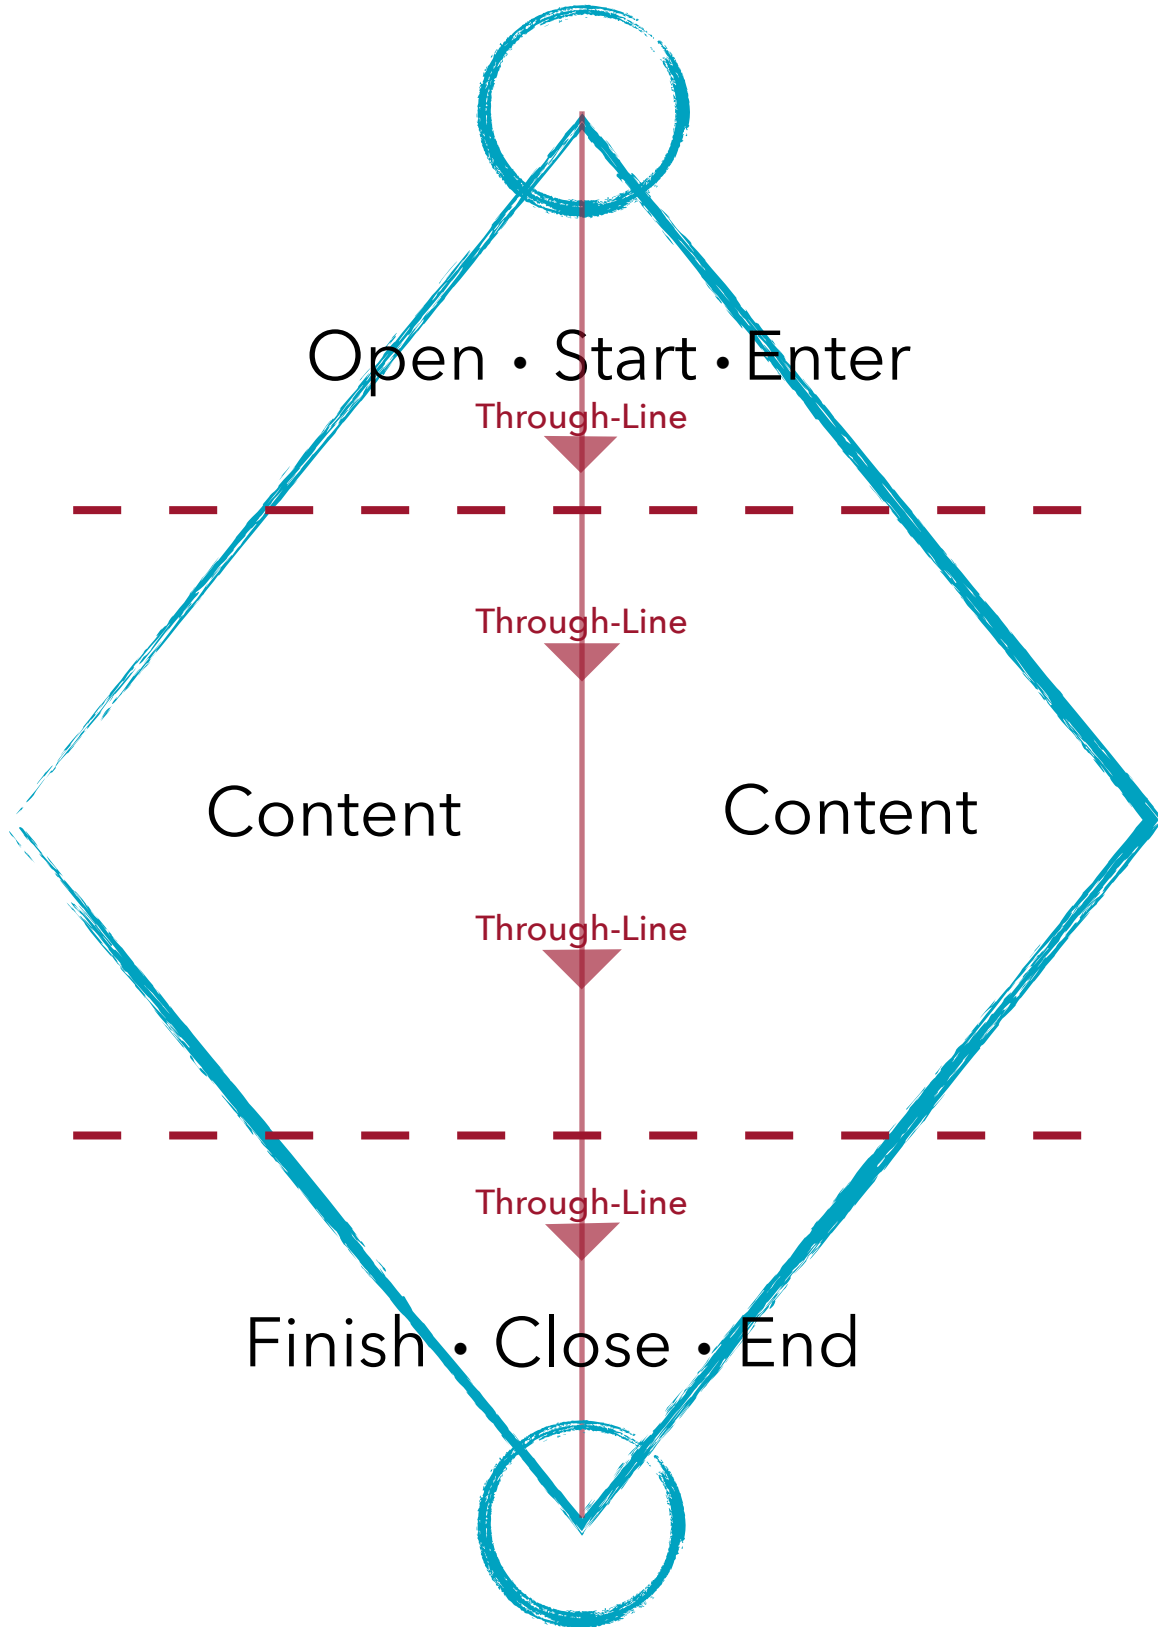 Open • Start • Enter
Through-Line
Through-Line
Content Content
Through-Line
Through-Line
Finish • Close • End